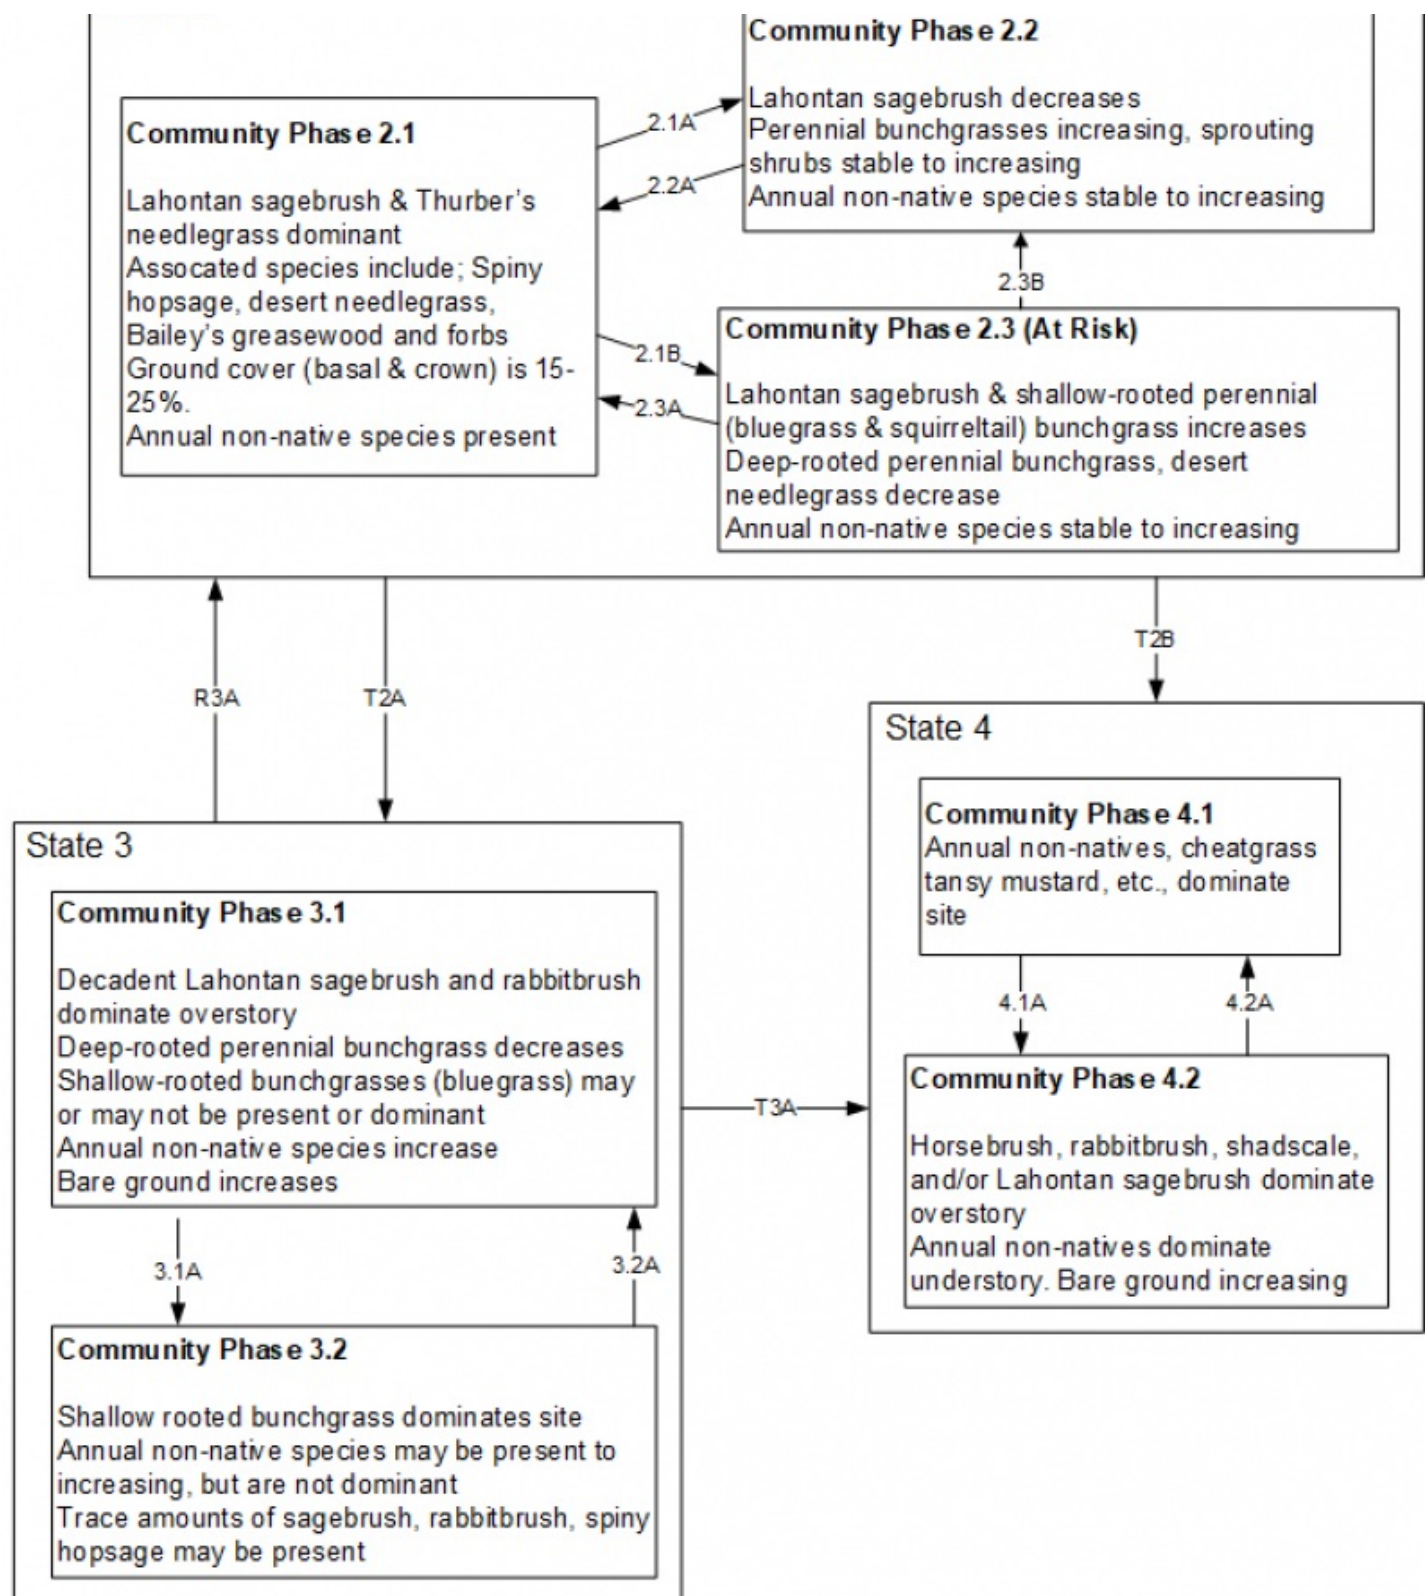 Community Phase 2.2
Lahontan sagebrush decreases
Perennial bunchgrasses increasing, sprouting
shrubs stable to increasing
Annual non-native species stable to increasing
Community Phase 2.1
Lahontan sagebrush & Thurber's
needlegrass dominant
Assocated species include; Spiny
hopsage, desert needlegrass,
Bailey's greasewood and forbs
Ground cover (basal & crown) is 15-
25%.
Annual non-native species present
2.1A
2.2A
2.3B
2.1B
2.3A
Community Phase 2.3 (At Risk)
Lahontan sagebrush & shallow-rooted perennial
(bluegrass & squirreltail) bunchgrass increases
Deep-rooted perennial bunchgrass, desert
needlegrass decrease
Annual non-native species stable to increasing
R3A
T2A
T2B
State 3
Community Phase 3.1
Decadent Lahontan sagebrush and rabbitbrush
dominate overstory
Deep-rooted perennial bunchgrass decreases
Shallow-rooted bunchgrasses (bluegrass) may
or may not be present or dominant
Annual non-native species increase
Bare ground increases
3.1A
3.2A
Community Phase 3.2
Shallow rooted bunchgrass dominates site
Annual non-native species may be present to
increasing, but are not dominant
Trace amounts of sagebrush, rabbitbrush, spiny
hopsage may be present
T3A
State 4
Community Phase 4.1
Annual non-natives, cheatgrass
tansy mustard, etc., dominate
site
4.1A
4.2A
Community Phase 4.2
Horsebrush, rabbitbrush, shadscale,
and/or Lahontan sagebrush dominate
overstory
Annual non-natives dominate
understory. Bare ground increasing